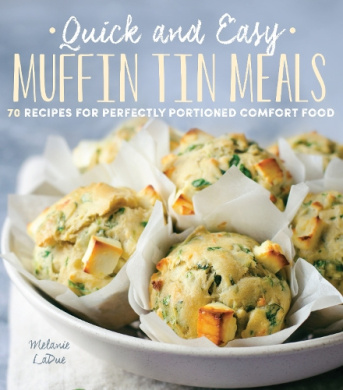 • Quick and Easy •
MUFFIN TIN MEALS
70 RECIPES FOR PERFECTLY PORTIONED COMFORT FOOD
Melanie
LaDue